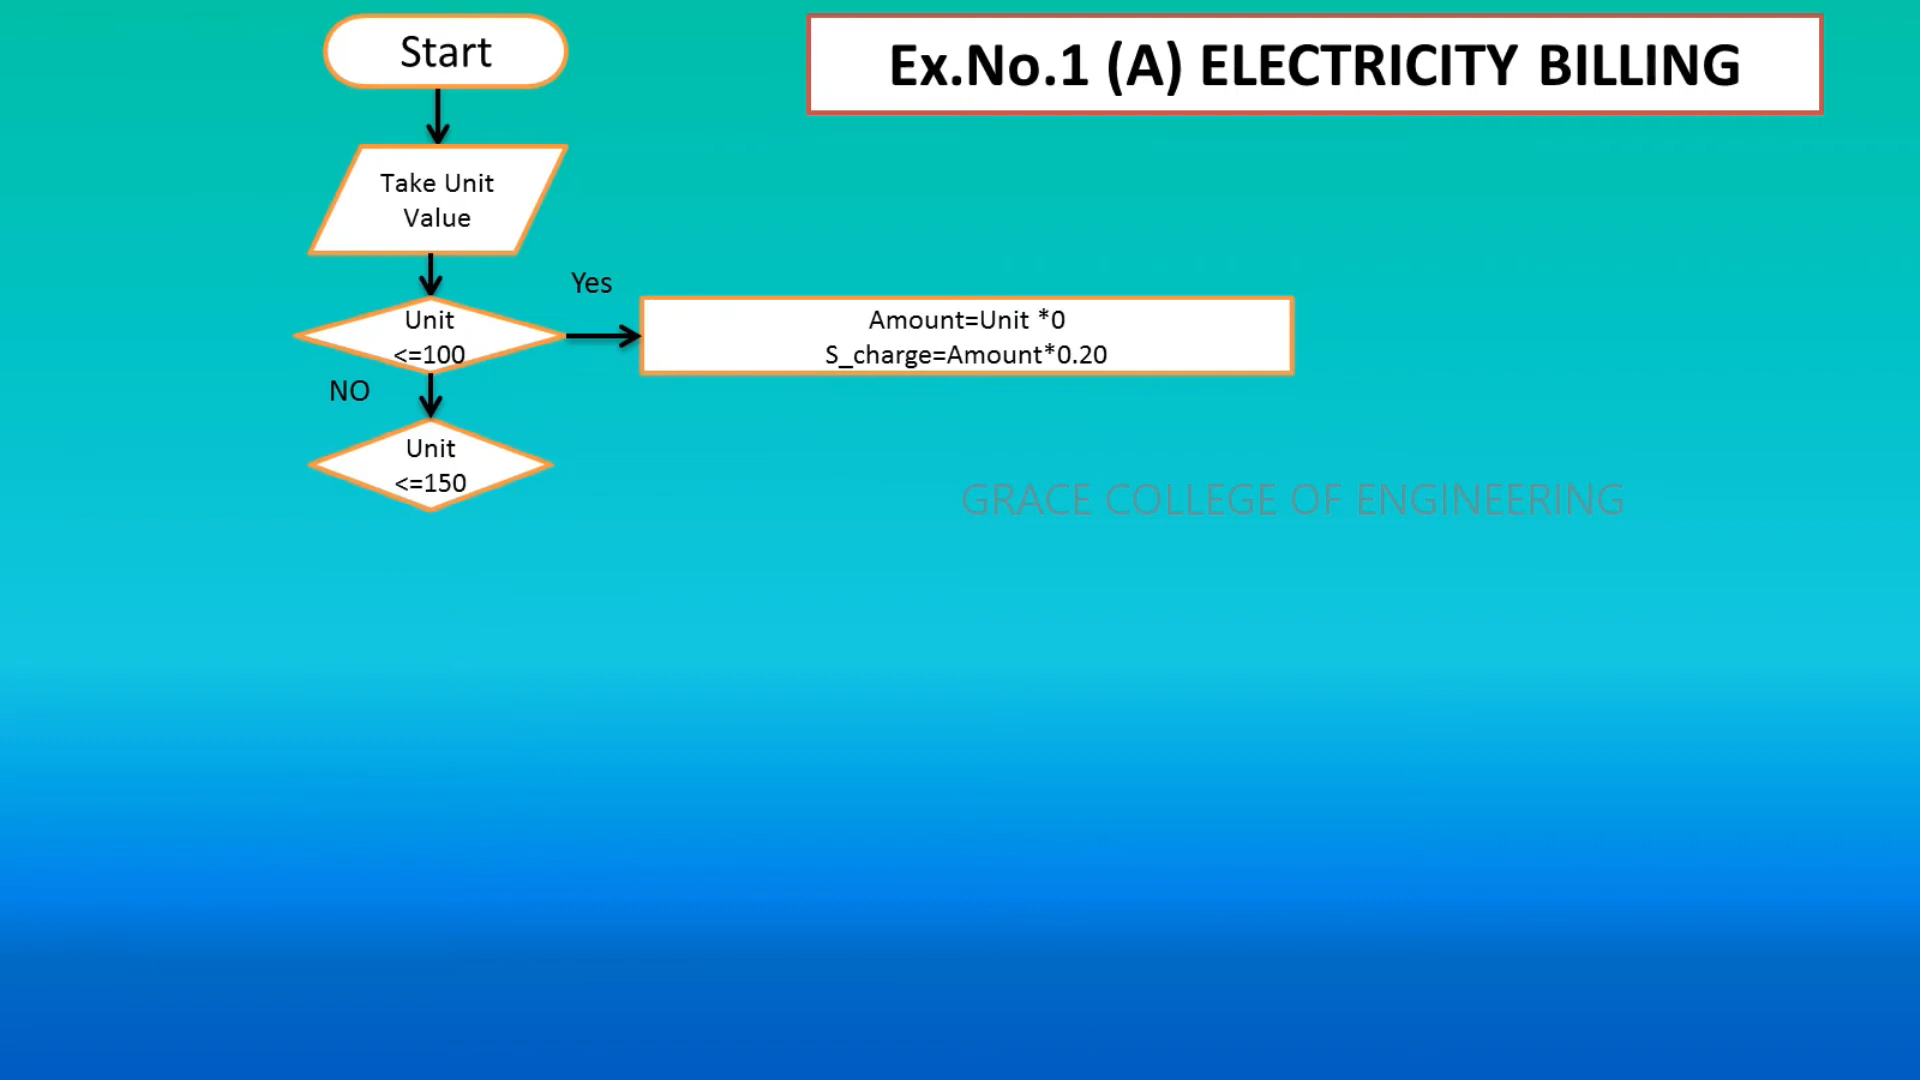 Start
Ex.No.1 (A) ELECTRICITY BILLING
Take Unit
Value
Yes
Unit
<=100
Amount=Unit *0
S_charge=Amount*0.20
NO
Unit
<=150
GRACE COLLEGE OF ENGINEERING